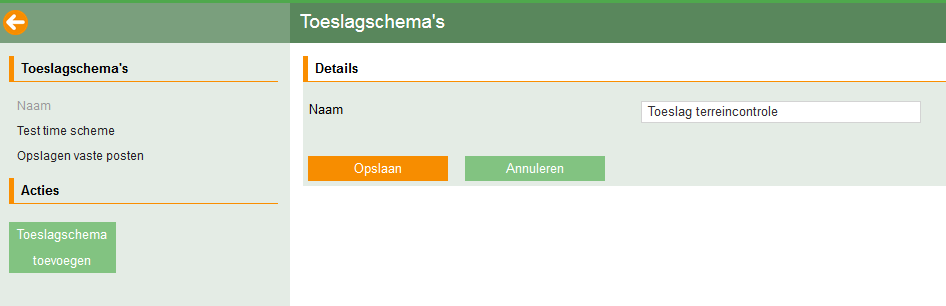 Toeslagschema's
Toeslagschema's
Naam
Test time scheme
Opslagen vaste posten
Acties
Toeslagschema
toevoegen
Details
Naam
Toeslag terreincontrole
Opslaan
Annuleren